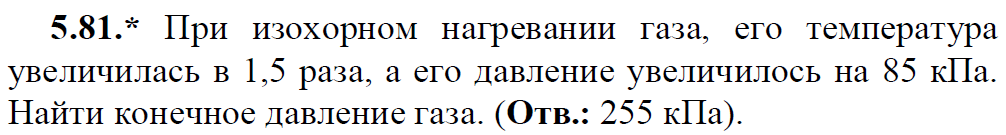 5.81.* При изохорном нагревании газа, его температура
увеличилась в 1,5 раза, а его давление увеличилось на 85 кПа.
Найти конечное давление газа. (Отв.: 255 кПа).